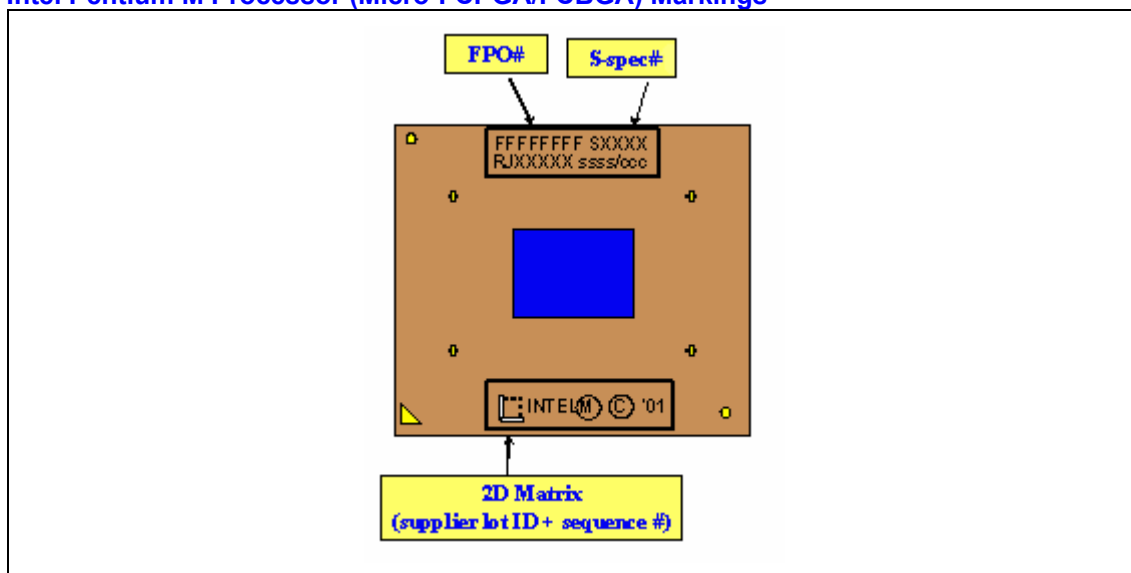 Intel Pentium M Processor (Micro-FCPGA/FCBGA) Markings
FPO#
S-spec#
FFFFFFFF SXXXX
RJXXXXX ssss/ccc
INTEL M C '01
2D Matrix
(supplier lot ID + sequence #)